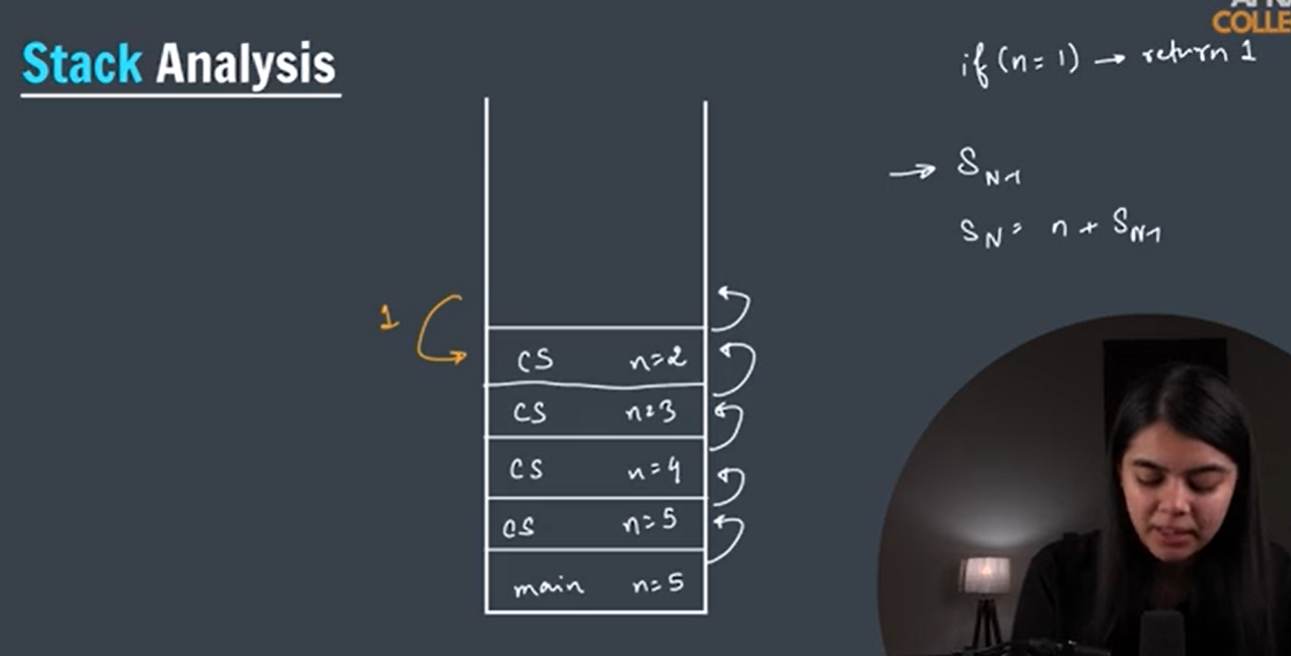 COLLE
Stack Analysis
if (n = 1) → return 1
→ S_{N-1}
S_N = n + S_{N-1}
1
CS n=2
CS n=3
CS n=4
CS n=5
main n=5